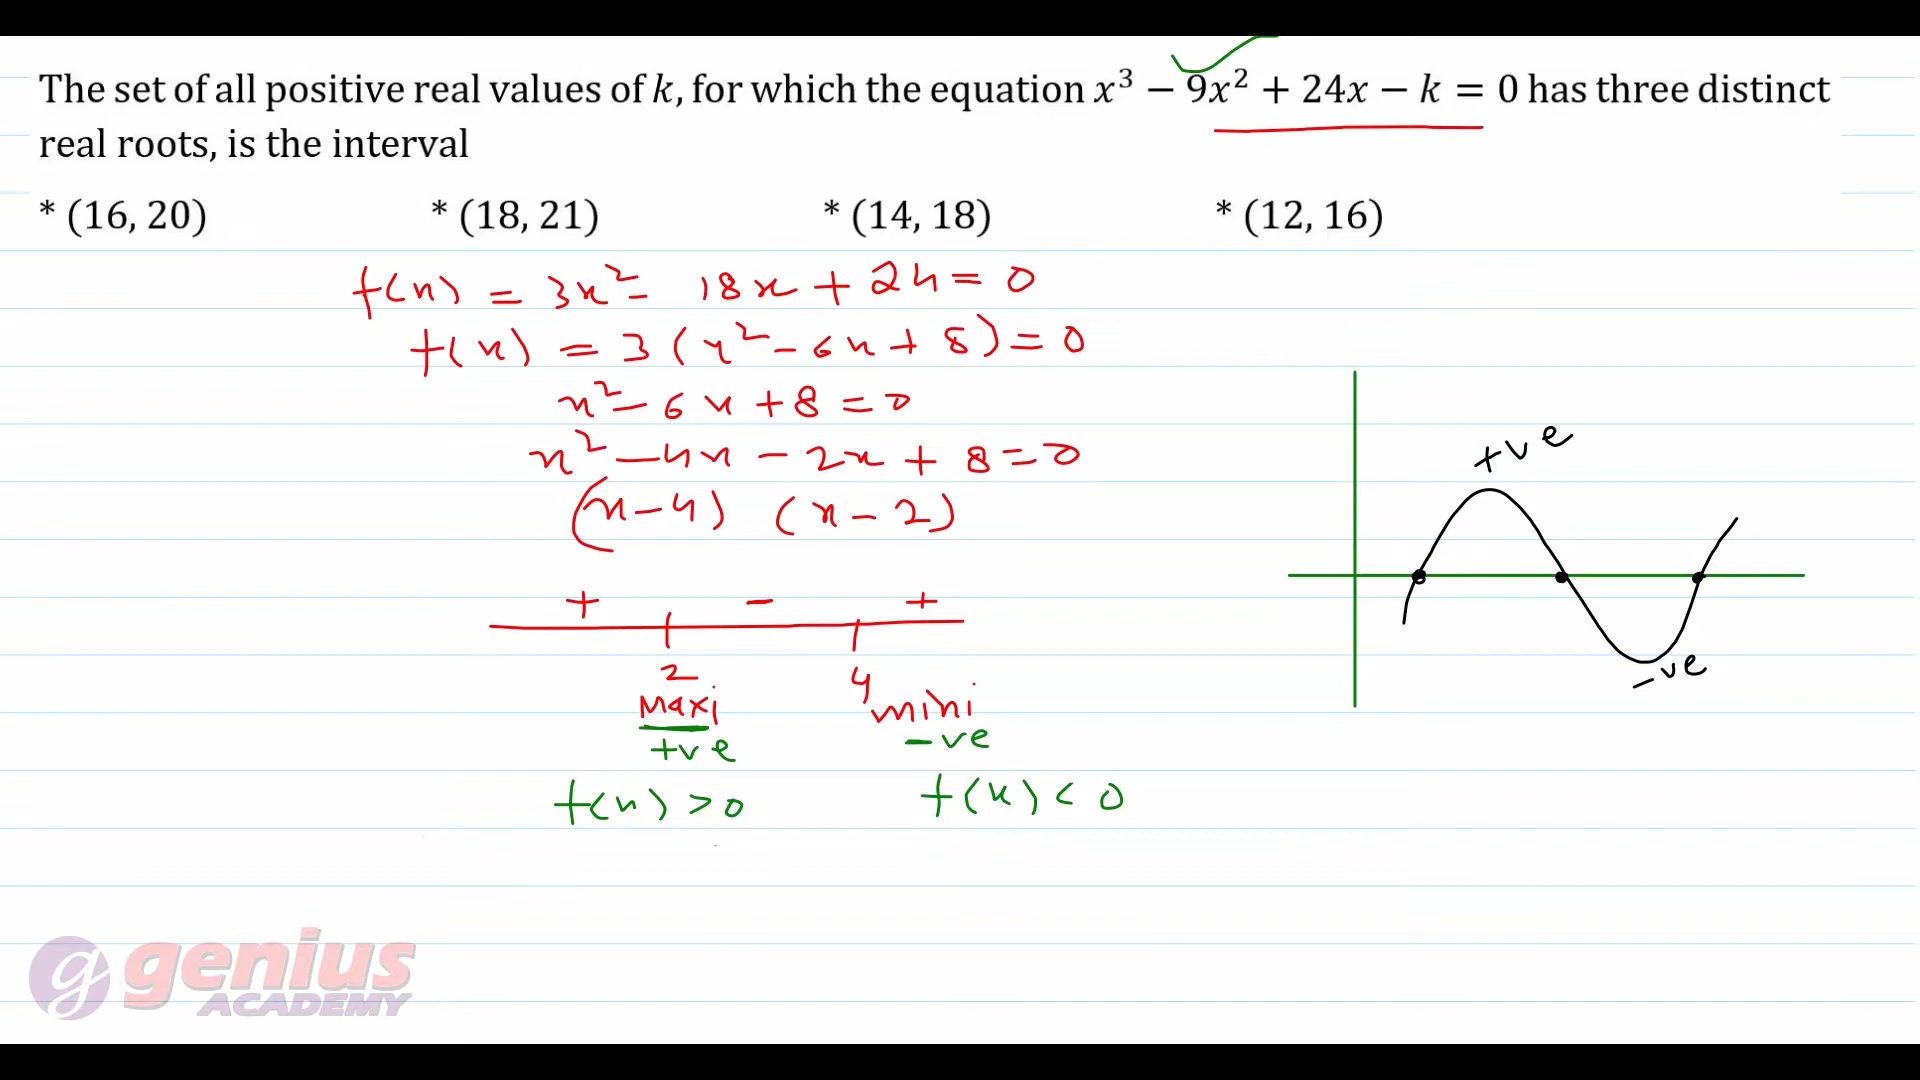 The set of all positive real values of k, for which the equation x³ − 9x² + 24x − k = 0 has three distinct
real roots, is the interval
* (16, 20) * (18, 21) * (14, 18) * (12, 16)
f(x) = 3x² − 18x + 24 = 0
f(x) = 3(x² − 6x + 8) = 0
x² − 6x + 8 = 0
x² − 4x − 2x + 8 = 0
(x − 4) (x − 2)
+ve
+ − +
2 4
Maxi mini
+ve −ve
f(x) > 0 f(x) < 0
−ve
g genius
ACADEMY